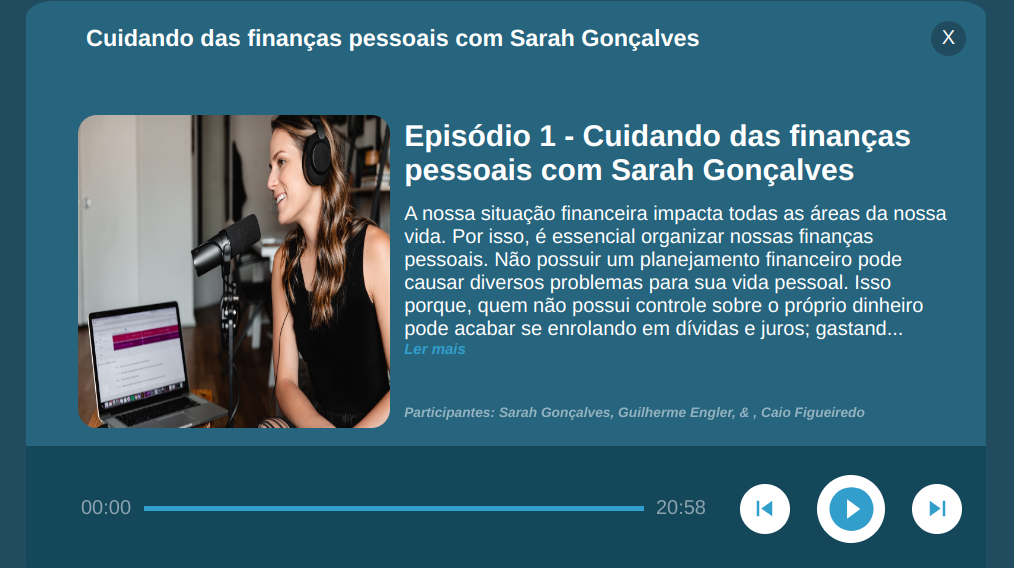 Cuidando das finanças pessoais com Sarah Gonçalves
X
Episódio 1 - Cuidando das finanças
pessoais com Sarah Gonçalves
A nossa situação financeira impacta todas as áreas da nossa
vida. Por isso, é essencial organizar nossas finanças
pessoais. Não possuir um planejamento financeiro pode
causar diversos problemas para sua vida pessoal. Isso
porque, quem não possui controle sobre o próprio dinheiro
pode acabar se enrolando em dívidas e juros; gastand...
Ler mais
Participantes: Sarah Gonçalves, Guilherme Engler, & , Caio Figueiredo
00:00
20:58